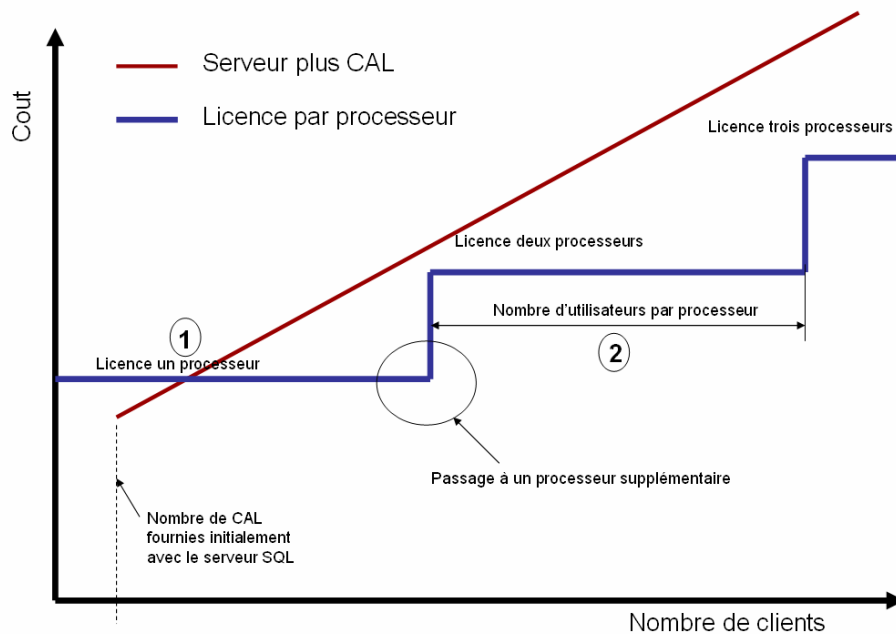 Serveur plus CAL
Licence par processeur
Cout
Licence trois processeurs
Licence deux processeurs
Nombre d'utilisateurs par processeur
1
2
Licence un processeur
Passage à un processeur supplémentaire
Nombre de CAL
fournies initialement
avec le serveur SQL
Nombre de clients